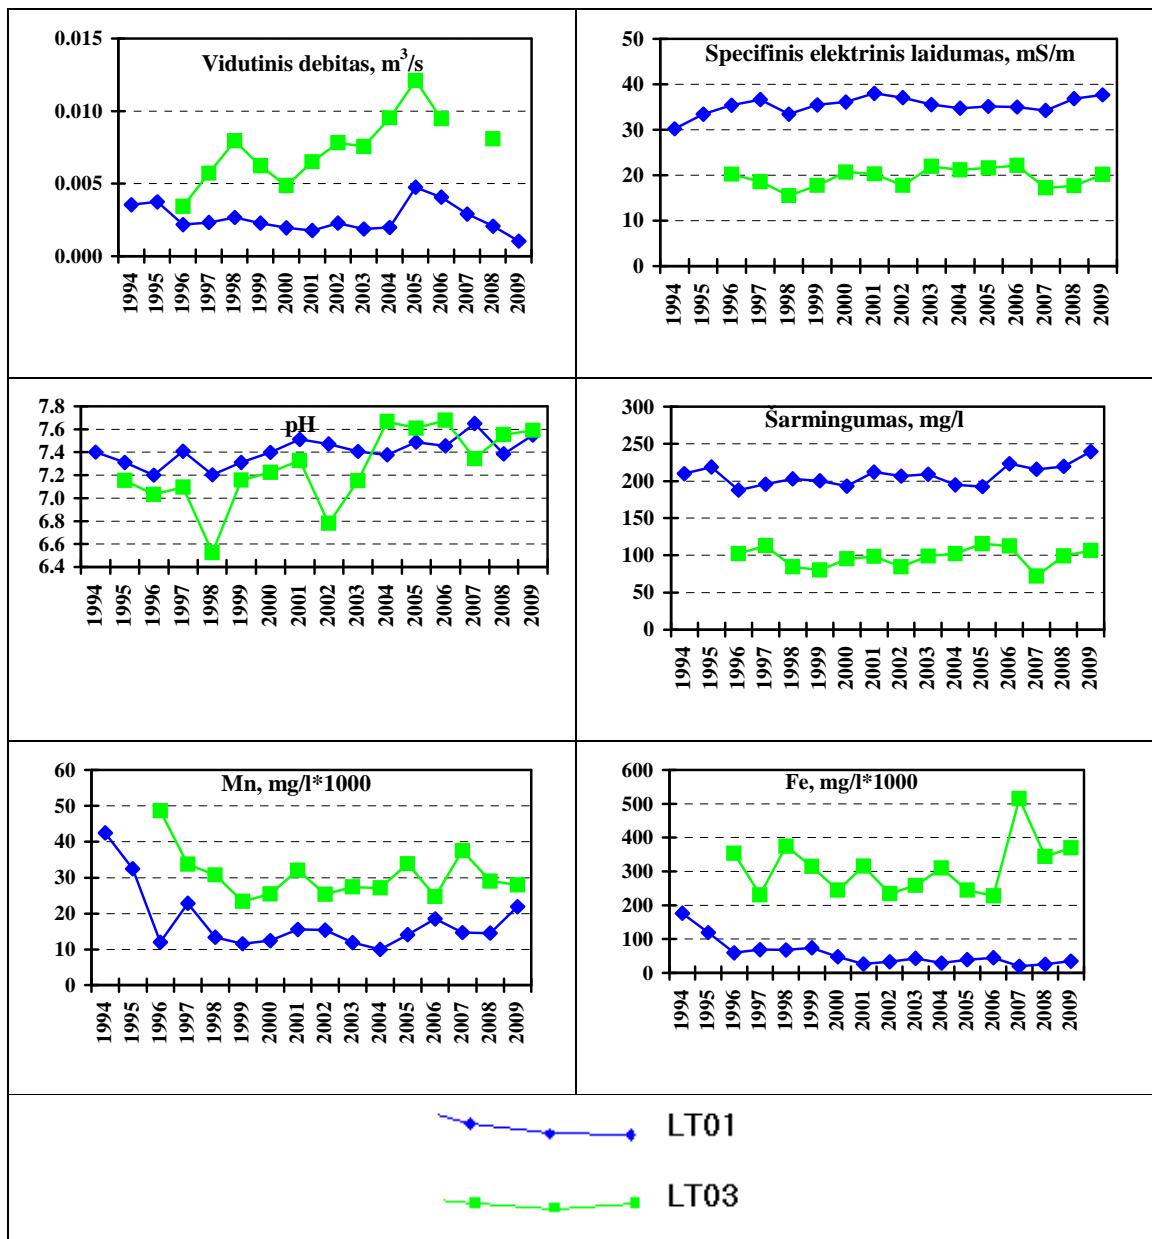 Vidutinis debitas, m³/s
0.015
0.010
0.005
0.000
1994 1995 1996 1997 1998 1999 2000 2001 2002 2003 2004 2005 2006 2007 2008 2009
Specifinis elektrinis laidumas, mS/m
50
40
30
20
10
0
1994 1995 1996 1997 1998 1999 2000 2001 2002 2003 2004 2005 2006 2007 2008 2009
pH
7.8
7.6
7.4
7.2
7.0
6.8
6.6
6.4
1994 1995 1996 1997 1998 1999 2000 2001 2002 2003 2004 2005 2006 2007 2008 2009
Šarmingumas, mg/l
300
250
200
150
100
50
0
1994 1995 1996 1997 1998 1999 2000 2001 2002 2003 2004 2005 2006 2007 2008 2009
Mn, mg/l*1000
60
50
40
30
20
10
0
1994 1995 1996 1997 1998 1999 2000 2001 2002 2003 2004 2005 2006 2007 2008 2009
Fe, mg/l*1000
600
500
400
300
200
100
0
1994 1995 1996 1997 1998 1999 2000 2001 2002 2003 2004 2005 2006 2007 2008 2009
LT01
LT03